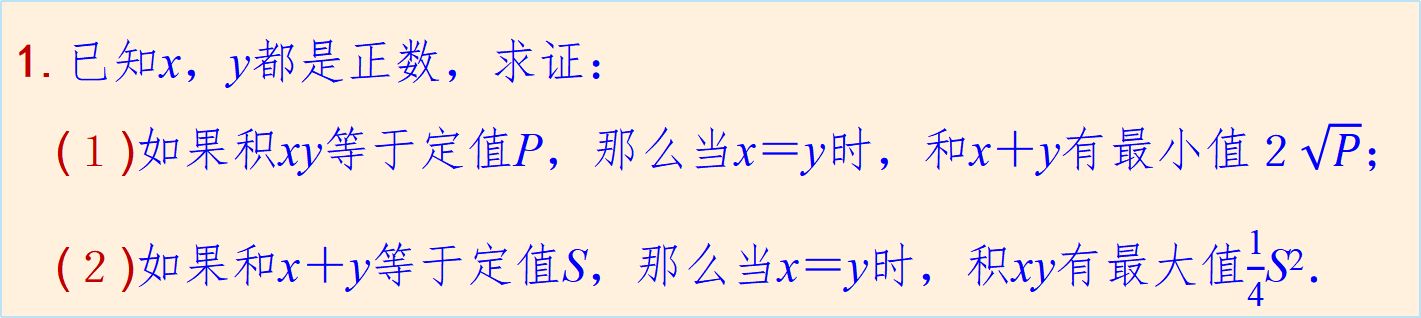 1. 已知x，y都是正数，求证：
(１)如果积xy等于定值P，那么当x＝y时，和x＋y有最小值２√P；
(２)如果和x＋y等于定值S，那么当x＝y时，积xy有最大值1/4S²．